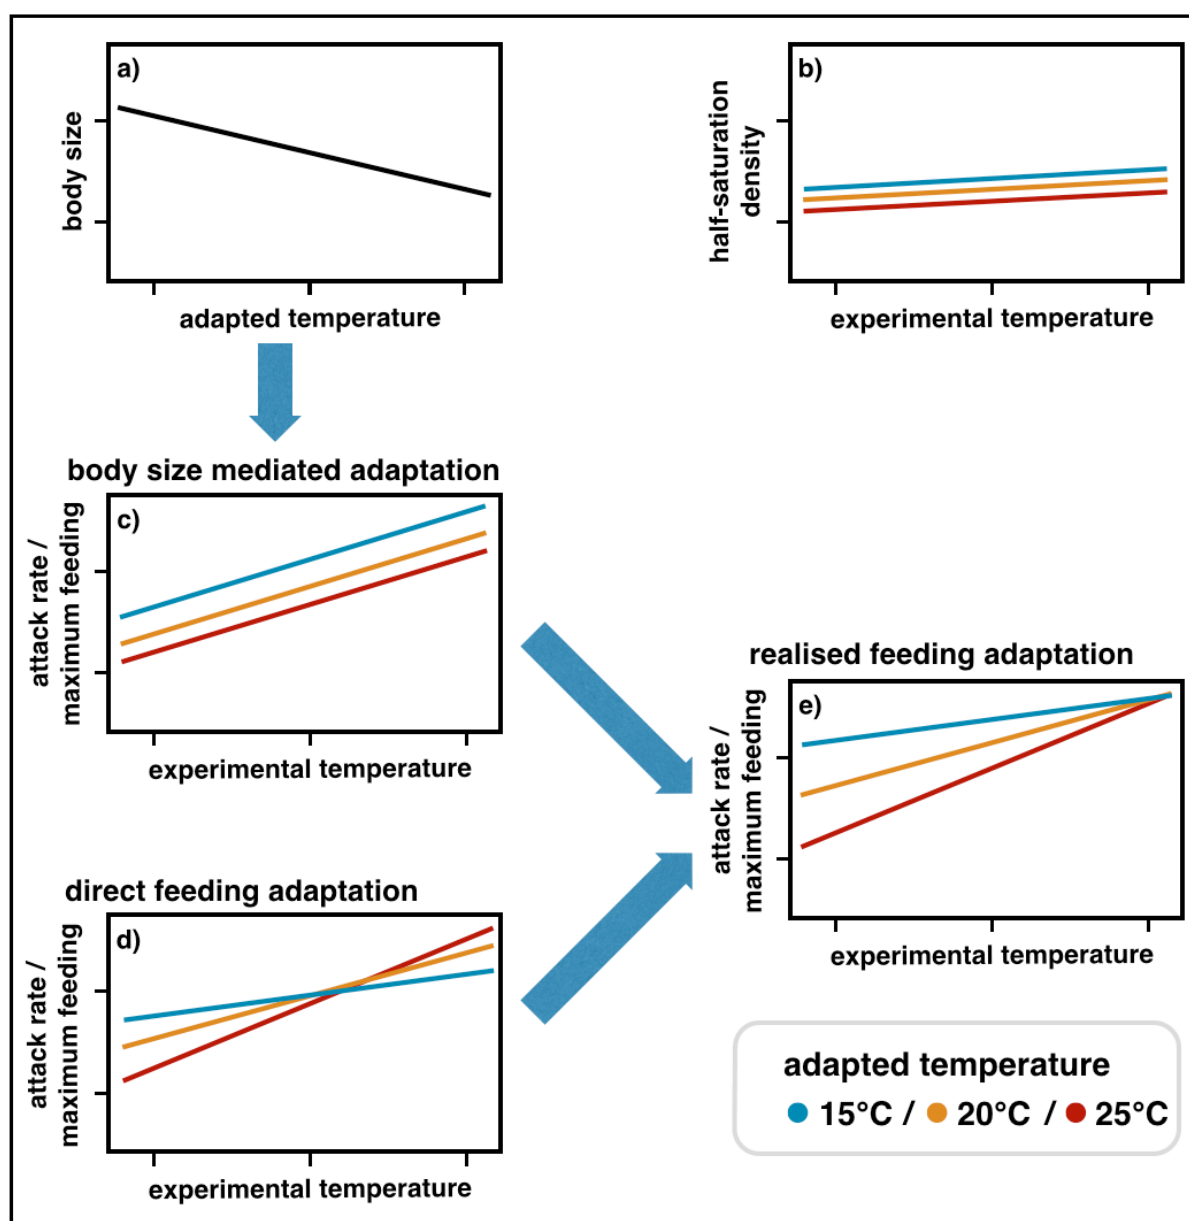 a)
body size
adapted temperature
b)
half-saturation
density
experimental temperature
body size mediated adaptation
c)
attack rate /
maximum feeding
experimental temperature
direct feeding adaptation
d)
attack rate /
maximum feeding
experimental temperature
realised feeding adaptation
e)
attack rate /
maximum feeding
experimental temperature
adapted temperature
15°C / 20°C / 25°C